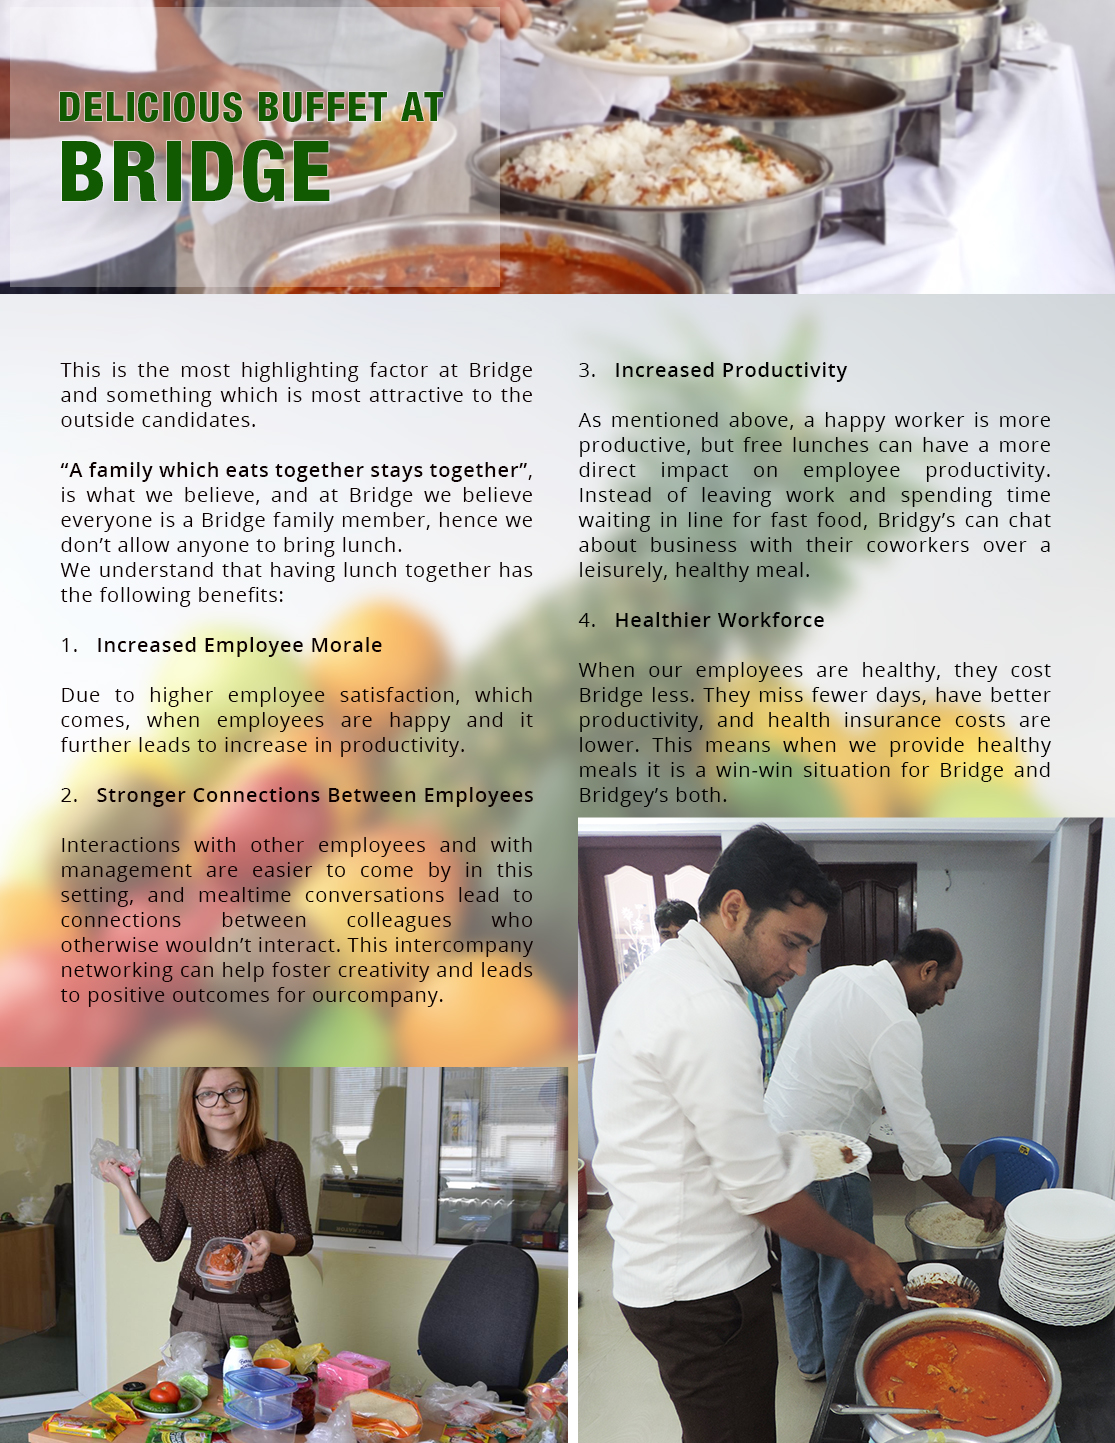 DELICIOUS BUFFET AT
BRIDGE
This is the most highlighting factor at Bridge
and something which is most attractive to the
outside candidates.
“A family which eats together stays together”,
is what we believe, and at Bridge we believe
everyone is a Bridge family member, hence we
don’t allow anyone to bring lunch.
We understand that having lunch together has
the following benefits:
1. Increased Employee Morale
Due to higher employee satisfaction, which
comes, when employees are happy and it
further leads to increase in productivity.
2. Stronger Connections Between Employees
Interactions with other employees and with
management are easier to come by in this
setting, and mealtime conversations lead to
connections between colleagues who
otherwise wouldn’t interact. This intercompany
networking can help foster creativity and leads
to positive outcomes for ourcompany.
3. Increased Productivity
As mentioned above, a happy worker is more
productive, but free lunches can have a more
direct impact on employee productivity.
Instead of leaving work and spending time
waiting in line for fast food, Bridgy’s can chat
about business with their coworkers over a
leisurely, healthy meal.
4. Healthier Workforce
When our employees are healthy, they cost
Bridge less. They miss fewer days, have better
productivity, and health insurance costs are
lower. This means when we provide healthy
meals it is a win-win situation for Bridge and
Bridgey’s both.